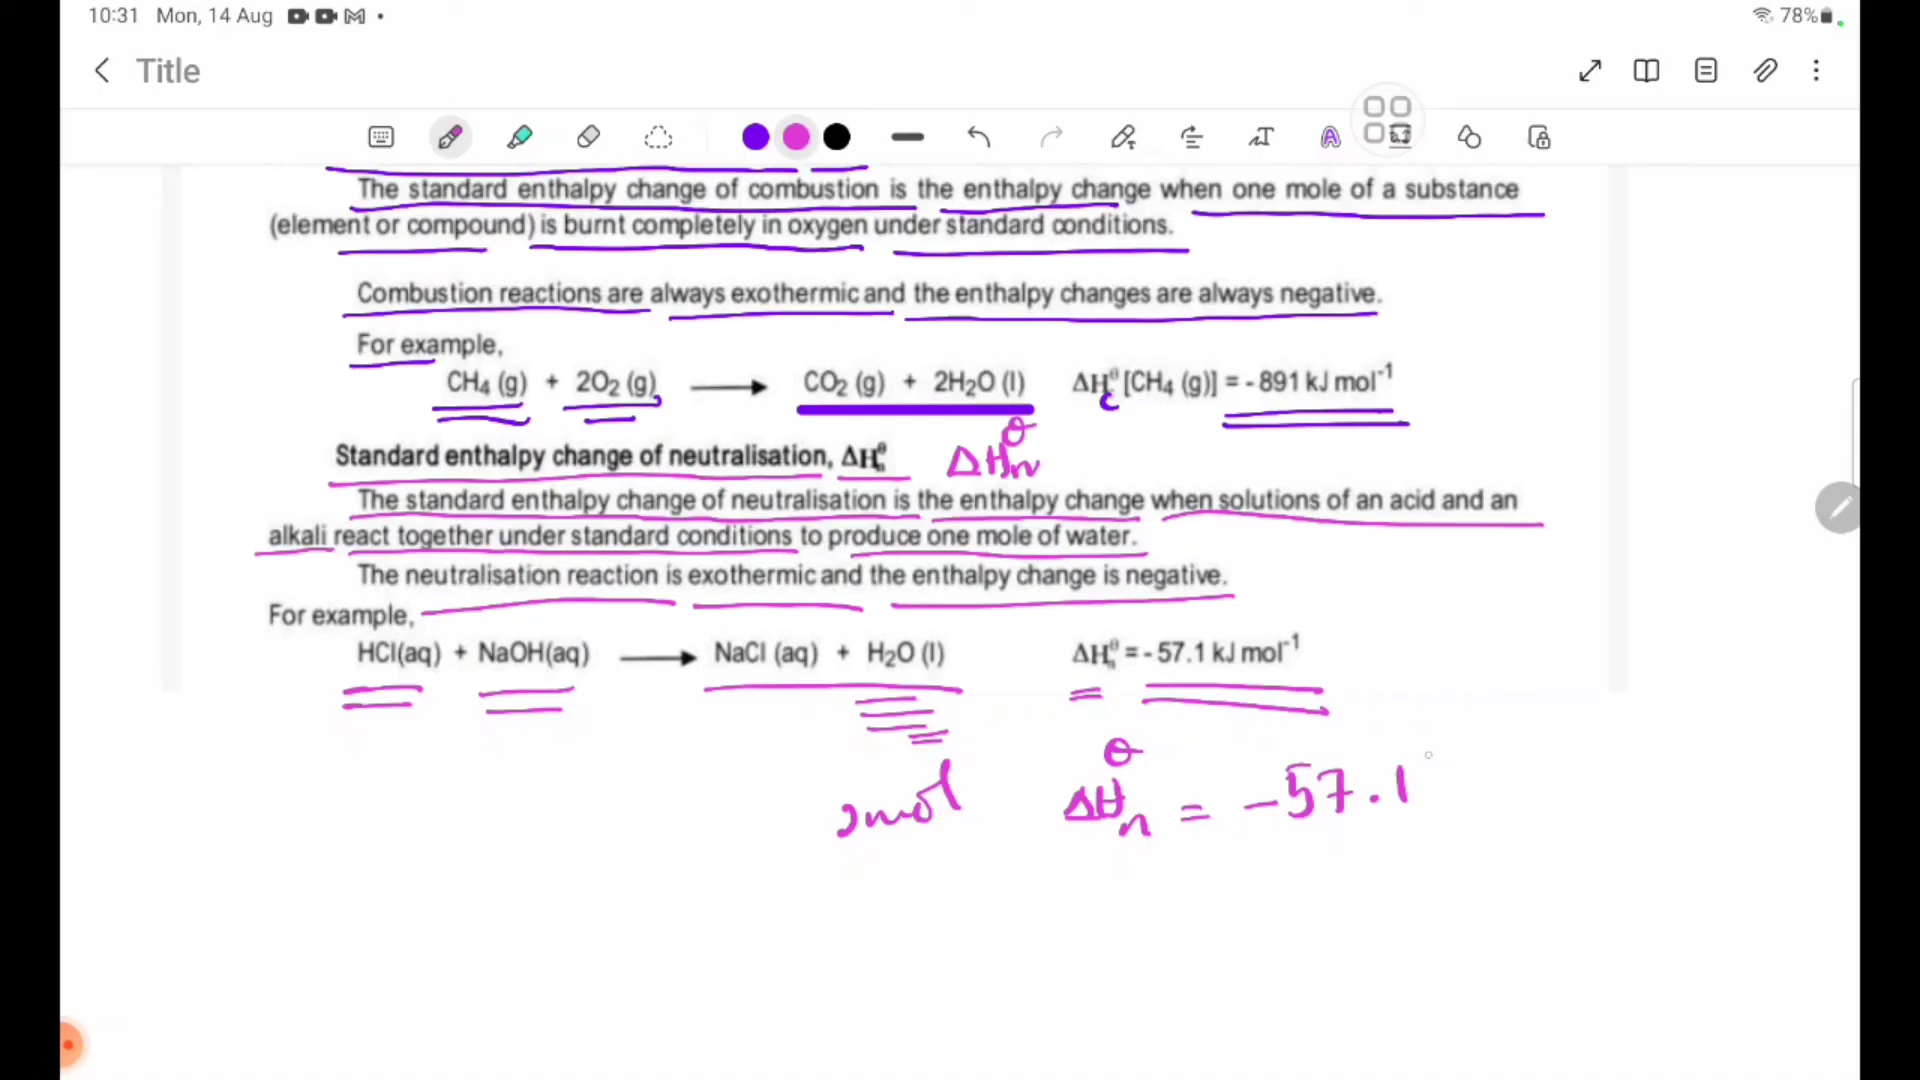 10:31 Mon, 14 Aug
78%
Title
The standard enthalpy change of combustion is the enthalpy change when one mole of a substance
(element or compound) is burnt completely in oxygen under standard conditions.
Combustion reactions are always exothermic and the enthalpy changes are always negative.
For example,
CH₄ (g) + 2O₂ (g) ⟶ CO₂ (g) + 2H₂O (l) ΔH꜀ᶿ [CH₄ (g)] = - 891 kJ mol⁻¹
Standard enthalpy change of neutralisation, ΔHₙᶿ ΔHₙᶿ
The standard enthalpy change of neutralisation is the enthalpy change when solutions of an acid and an
alkali react together under standard conditions to produce one mole of water.
The neutralisation reaction is exothermic and the enthalpy change is negative.
For example,
HCl(aq) + NaOH(aq) ⟶ NaCl (aq) + H₂O (l) ΔHₙᶿ = - 57.1 kJ mol⁻¹
mol ΔHₙᶿ = -57.1